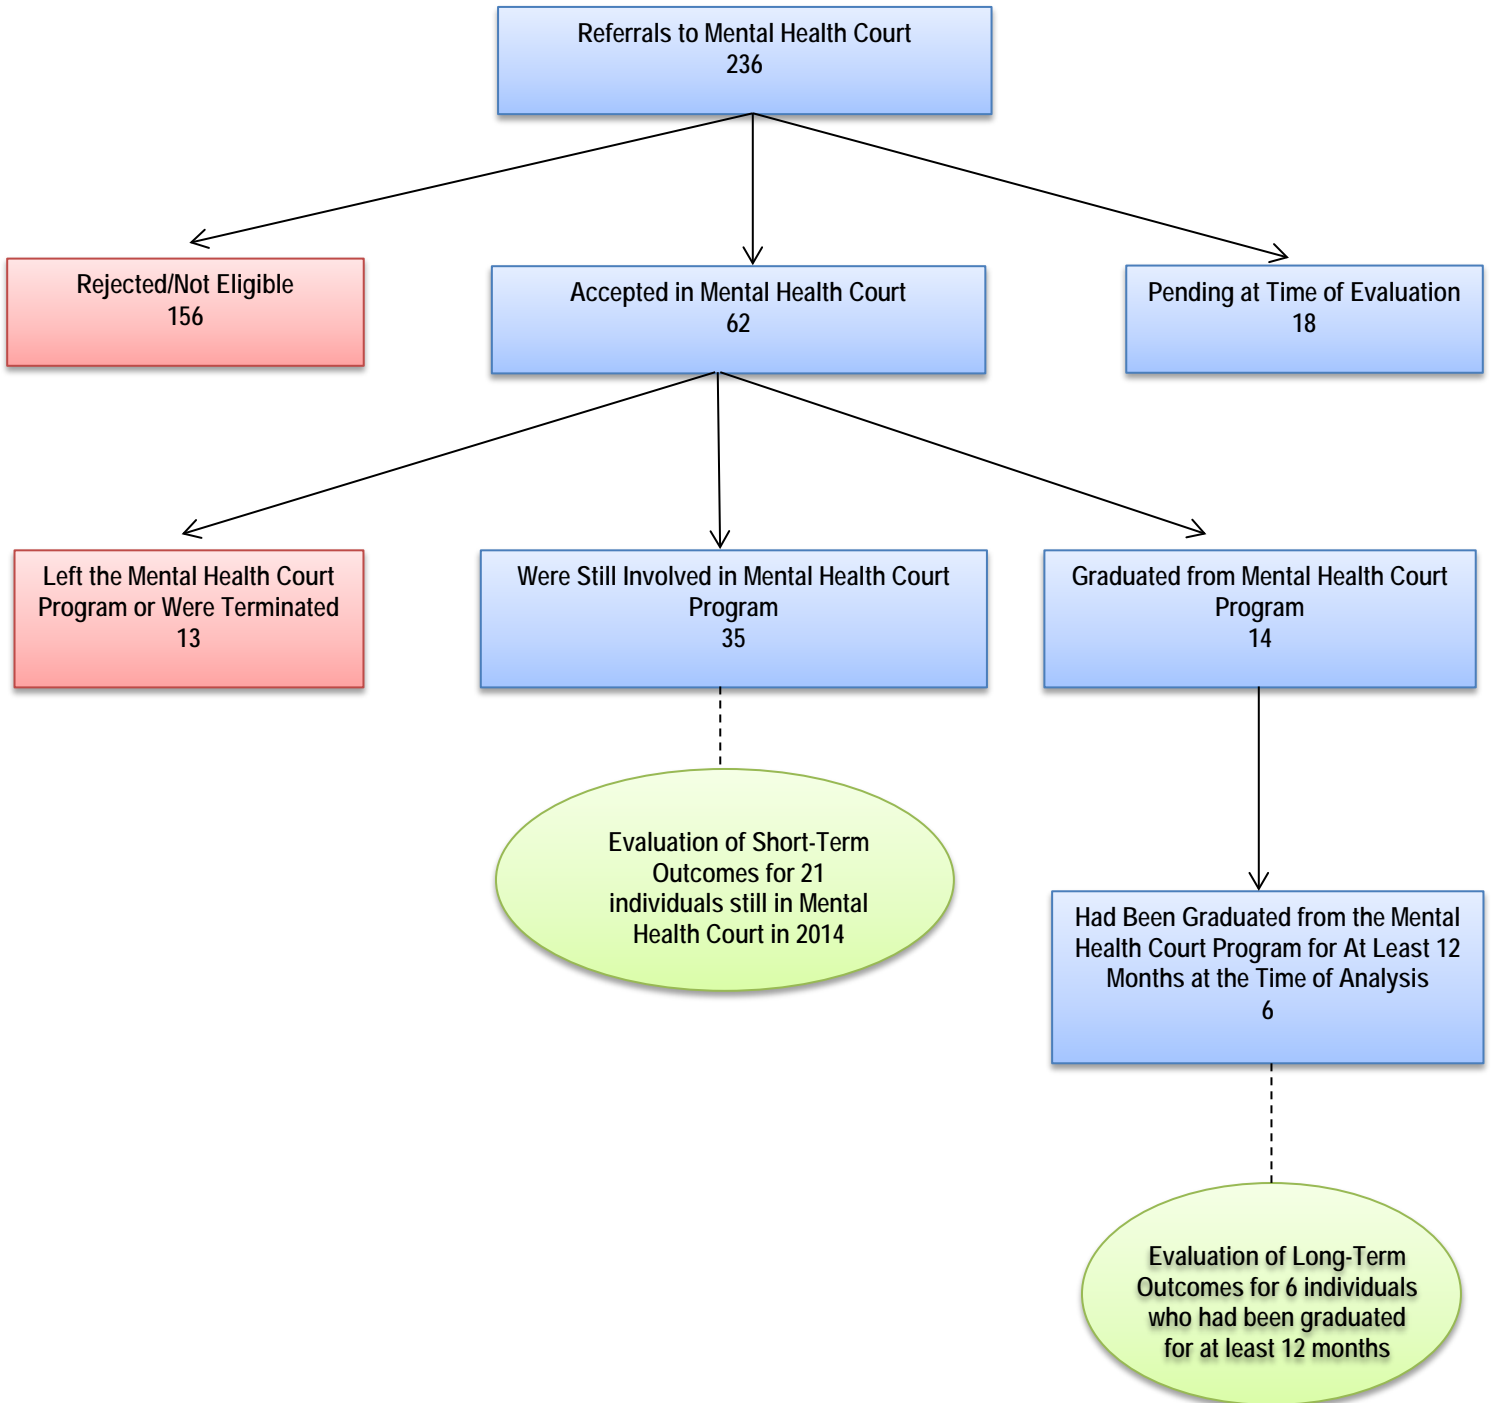 Referrals to Mental Health Court
236
Rejected/Not Eligible
156
Accepted in Mental Health Court
62
Pending at Time of Evaluation
18
Left the Mental Health Court
Program or Were Terminated
13
Were Still Involved in Mental Health Court
Program
35
Graduated from Mental Health Court
Program
14
Evaluation of Short-Term
Outcomes for 21
individuals still in Mental
Health Court in 2014
Had Been Graduated from the Mental
Health Court Program for At Least 12
Months at the Time of Analysis
6
Evaluation of Long-Term
Outcomes for 6 individuals
who had been graduated
for at least 12 months